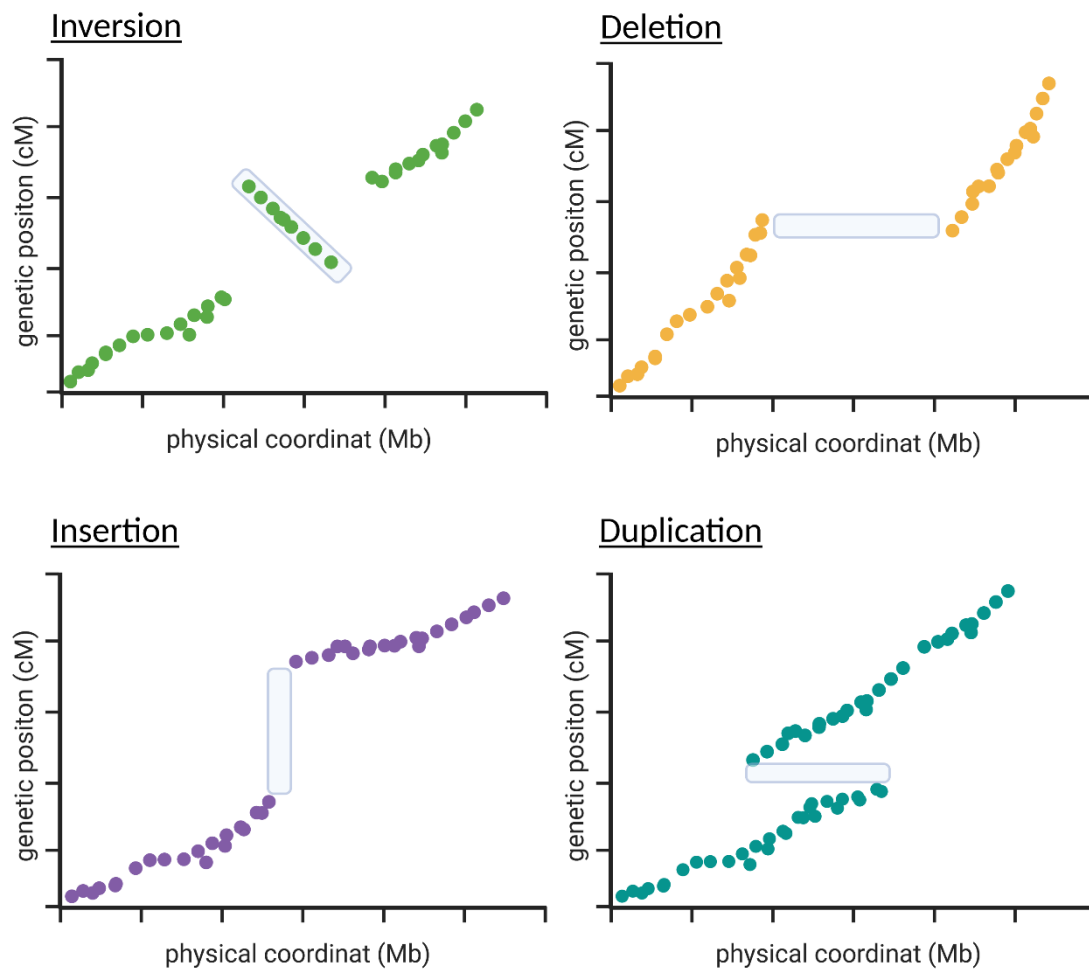 Inversion
genetic positon (cM)
physical coordinat (Mb)
Deletion
genetic positon (cM)
physical coordinat (Mb)
Insertion
genetic positon (cM)
physical coordinat (Mb)
Duplication
genetic positon (cM)
physical coordinat (Mb)